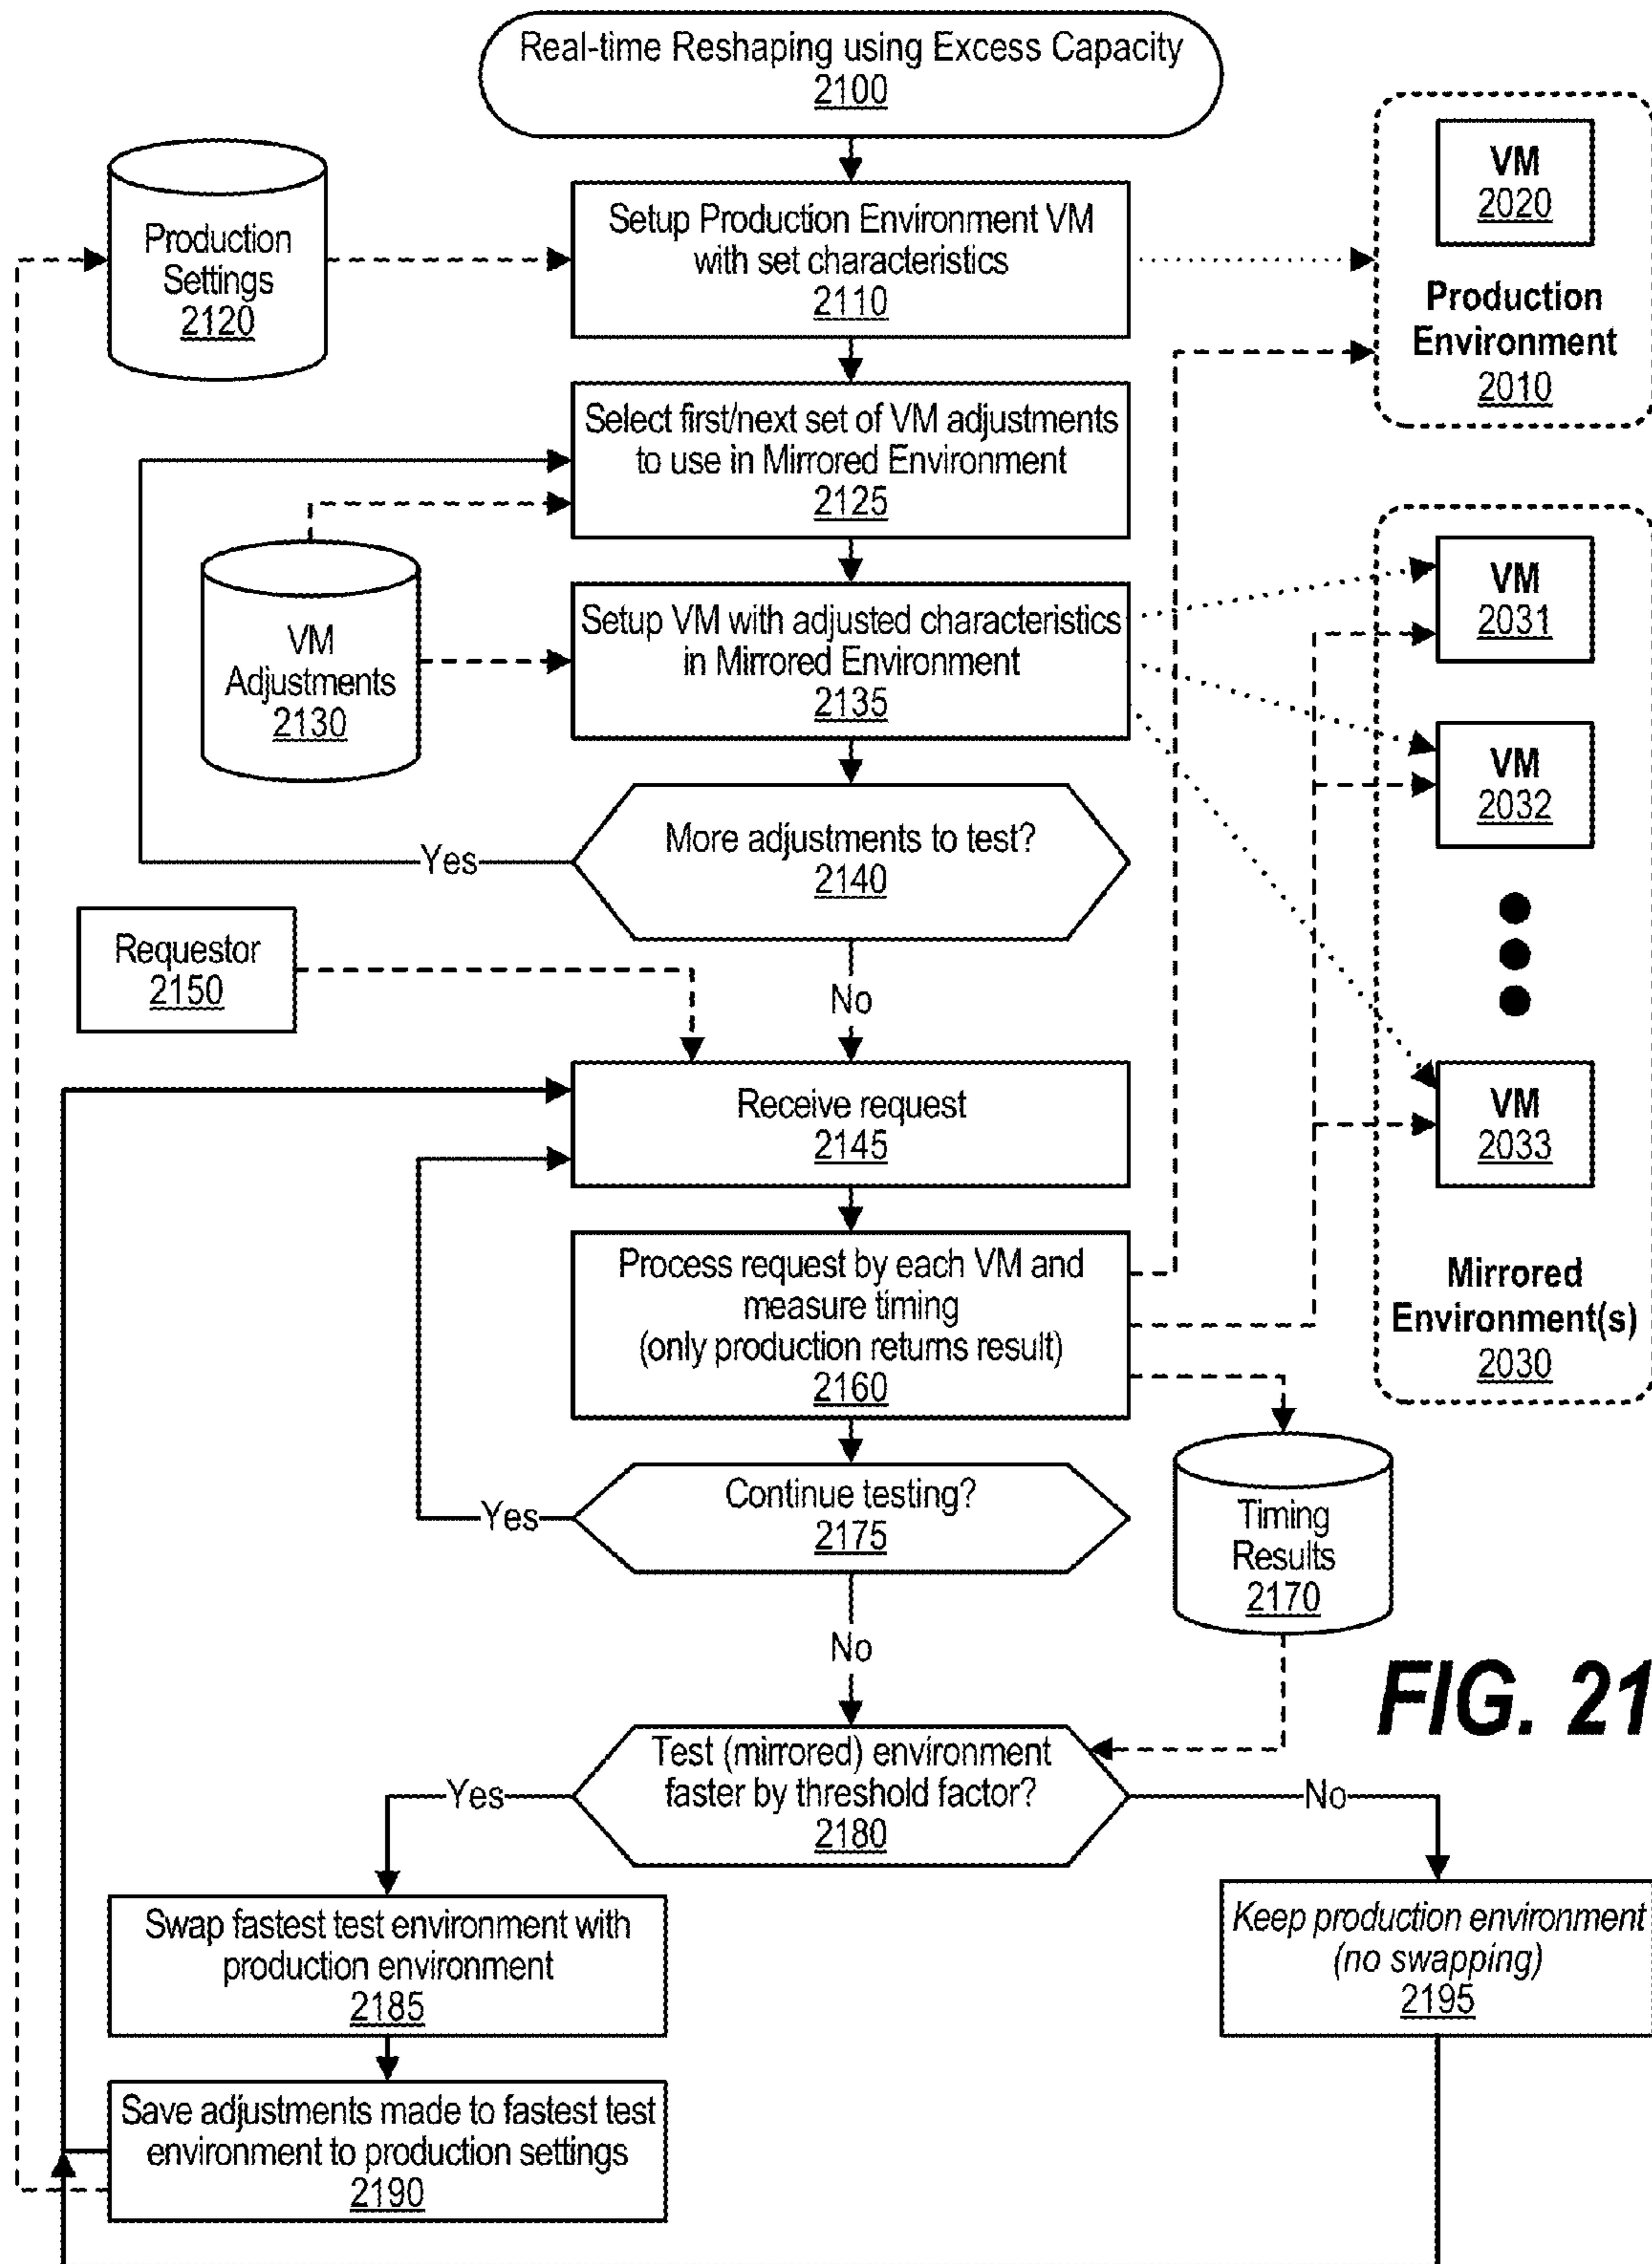 Real-time Reshaping using Excess Capacity
2100
Production
Settings
2120
Setup Production Environment VM
with set characteristics
2110
VM
2020
Production
Environment
2010
Select first/next set of VM adjustments
to use in Mirrored Environment
2125
VM
Adjustments
2130
Setup VM with adjusted characteristics
in Mirrored Environment
2135
VM
2031
VM
2032
VM
2033
Mirrored
Environment(s)
2030
More adjustments to test?
2140
Yes
No
Requestor
2150
Receive request
2145
Process request by each VM and
measure timing
(only production returns result)
2160
Continue testing?
2175
Yes
No
Timing
Results
2170
FIG. 21
Test (mirrored) environment
faster by threshold factor?
2180
Yes
No
Swap fastest test environment with
production environment
2185
Keep production environment
(no swapping)
2195
Save adjustments made to fastest test
environment to production settings
2190